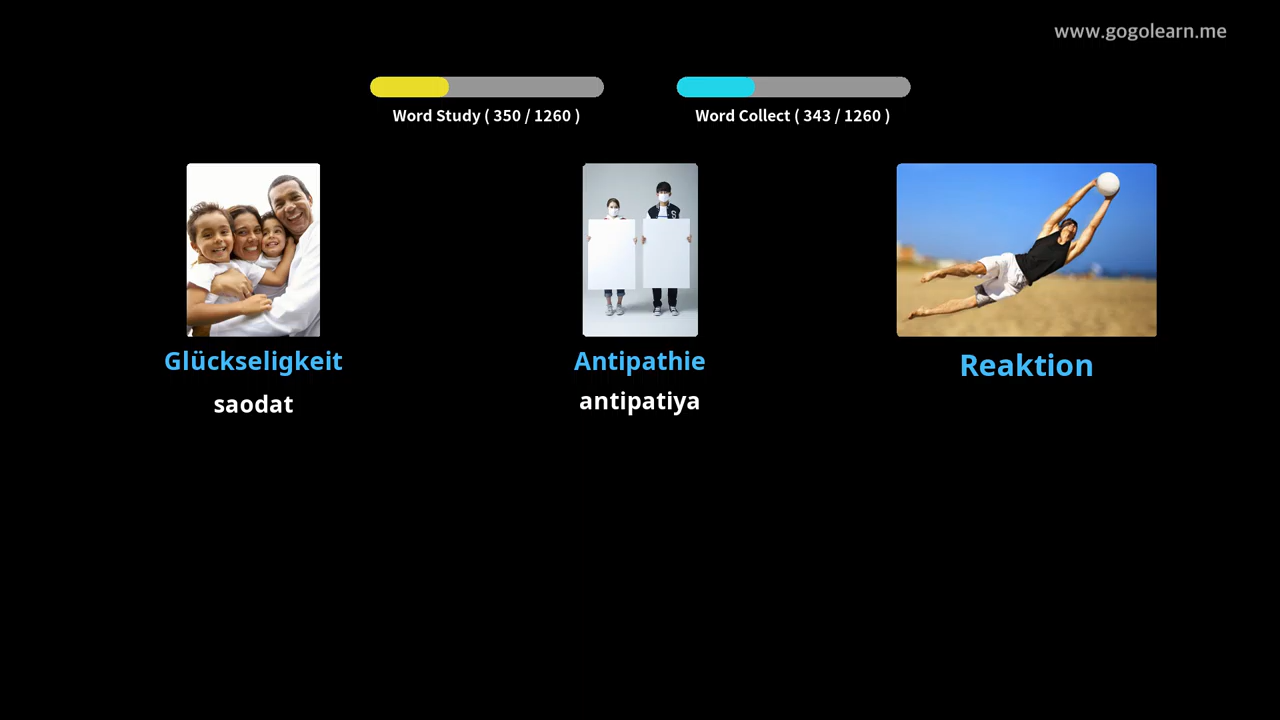 www.gogolearn.me
Word Study ( 350 / 1260 )
Word Collect ( 343 / 1260 )
Glückseligkeit
saodat
Antipathie
antipatiya
Reaktion